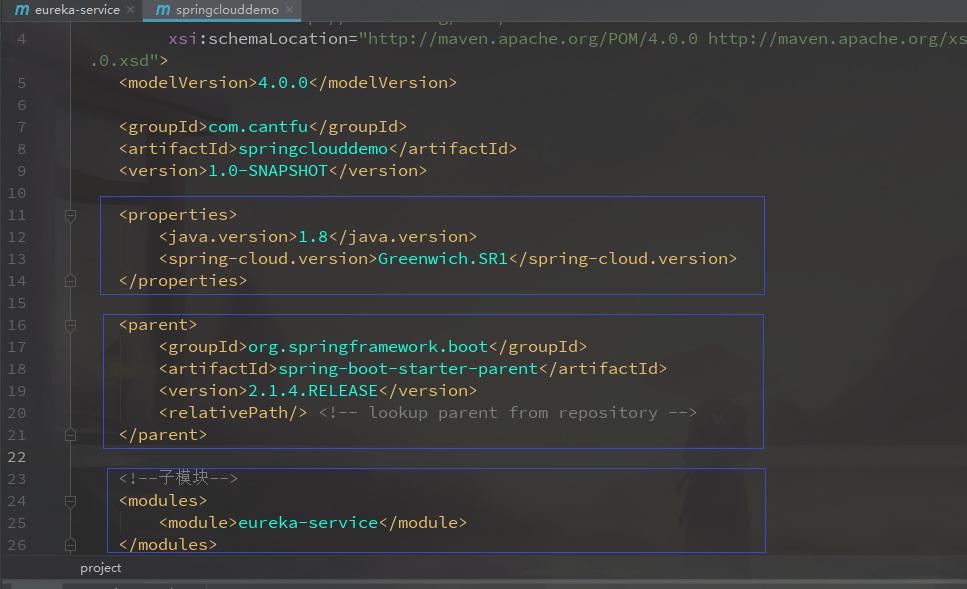 eureka-service
springclouddemo
4 xsi:schemaLocation="http://maven.apache.org/POM/4.0.0 http://maven.apache.org/xs
.0.xsd">
5 <modelVersion>4.0.0</modelVersion>
6
7 <groupId>com.cantfu</groupId>
8 <artifactId>springclouddemo</artifactId>
9 <version>1.0-SNAPSHOT</version>
10
11 <properties>
12 <java.version>1.8</java.version>
13 <spring-cloud.version>Greenwich.SR1</spring-cloud.version>
14 </properties>
15
16 <parent>
17 <groupId>org.springframework.boot</groupId>
18 <artifactId>spring-boot-starter-parent</artifactId>
19 <version>2.1.4.RELEASE</version>
20 <relativePath/> <!-- lookup parent from repository -->
21 </parent>
22
23 <!--子模块-->
24 <modules>
25 <module>eureka-service</module>
26 </modules>
project